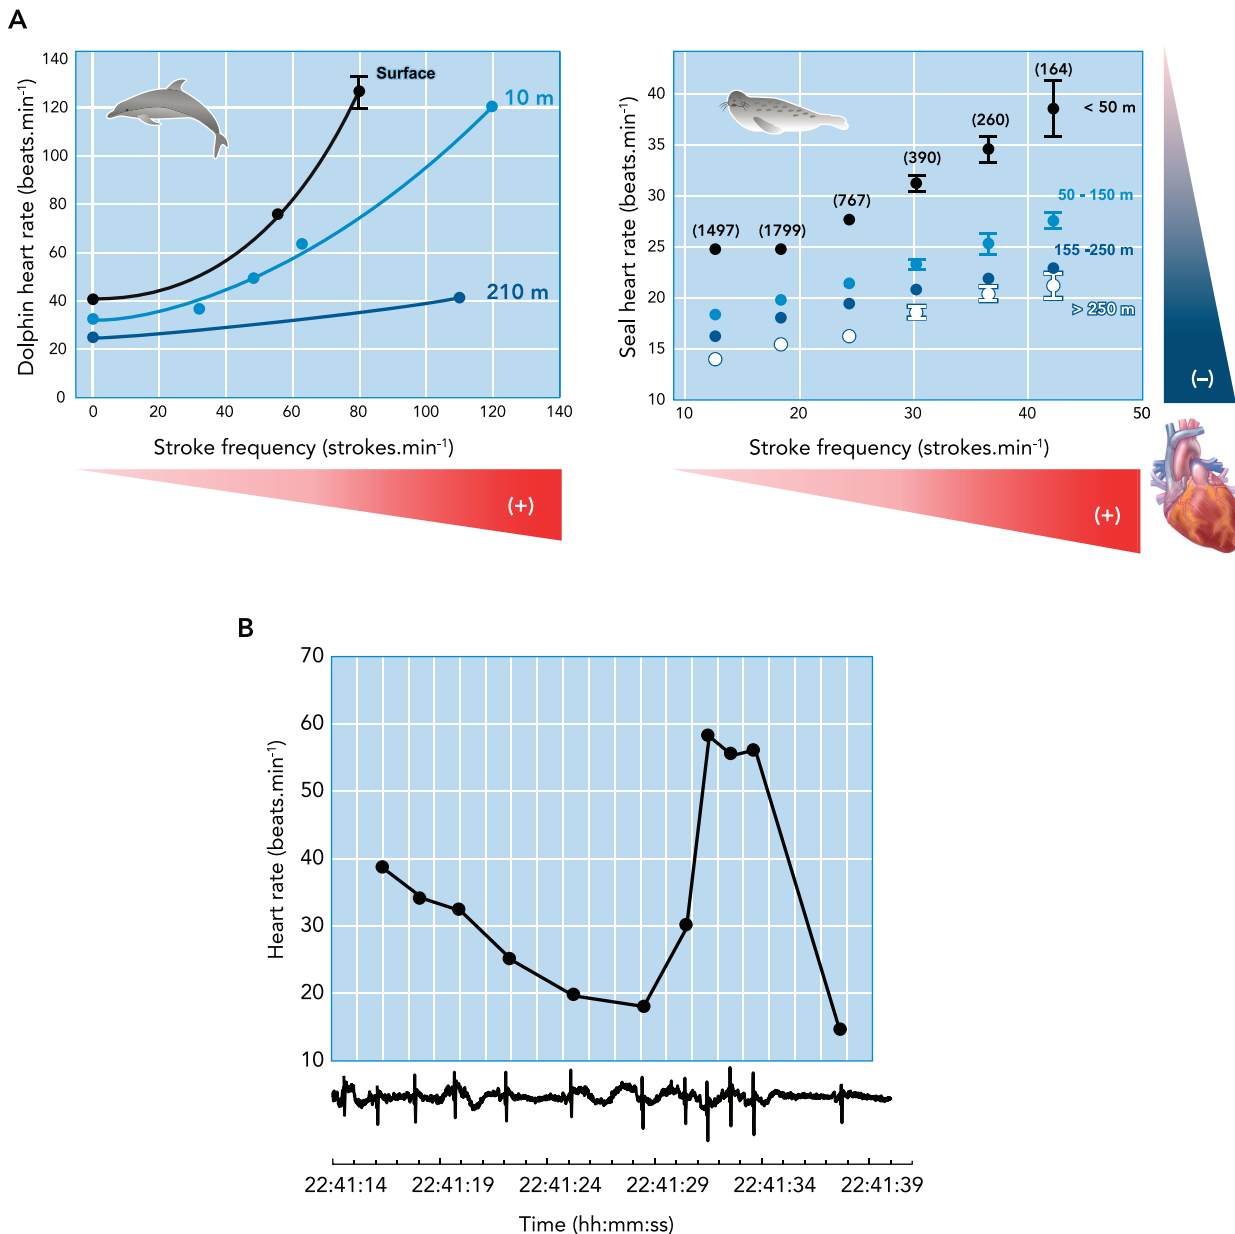 A
Dolphin heart rate (beats.min⁻¹)
140
120
100
80
60
40
20
0
Surface
10 m
210 m
0 20 40 60 80 100 120 140
Stroke frequency (strokes.min⁻¹)
(+)
Seal heart rate (beats.min⁻¹)
40
35
30
25
20
15
10
(1497)
(1799)
(767)
(390)
(260)
(164)
< 50 m
50 - 150 m
155 -250 m
> 250 m
10 20 30 40 50
Stroke frequency (strokes.min⁻¹)
(+)
(–)
B
Heart rate (beats.min⁻¹)
70
60
50
40
30
20
10
22:41:14 22:41:19 22:41:24 22:41:29 22:41:34 22:41:39
Time (hh:mm:ss)